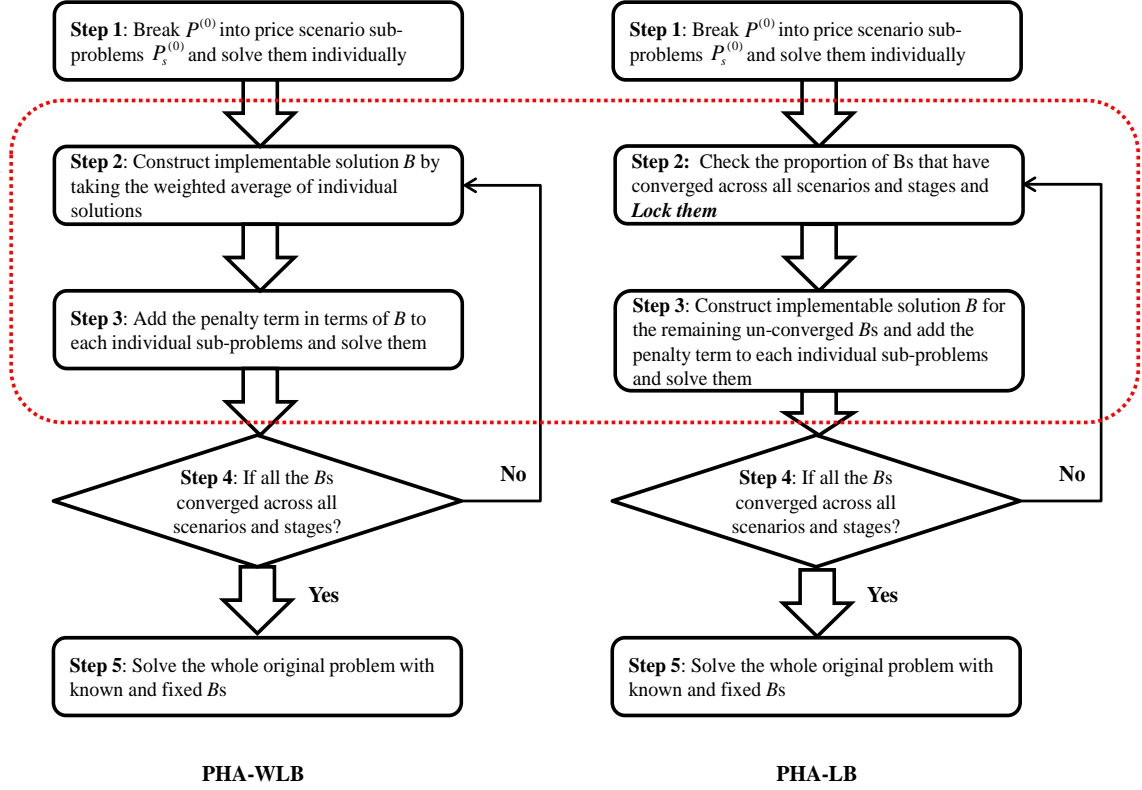 Step 1: Break P^(0) into price scenario sub-
problems P_s^(0) and solve them individually
Step 2: Construct implementable solution B by
taking the weighted average of individual
solutions
Step 3: Add the penalty term in terms of B to
each individual sub-problems and solve them
Step 4: If all the Bs
converged across all
scenarios and stages?
No
Yes
Step 5: Solve the whole original problem with
known and fixed Bs
PHA-WLB
Step 1: Break P^(0) into price scenario sub-
problems P_s^(0) and solve them individually
Step 2: Check the proportion of Bs that have
converged across all scenarios and stages and
Lock them
Step 3: Construct implementable solution B for
the remaining un-converged Bs and add the
penalty term to each individual sub-problems
and solve them
Step 4: If all the Bs
converged across all
scenarios and stages?
No
Yes
Step 5: Solve the whole original problem with
known and fixed Bs
PHA-LB